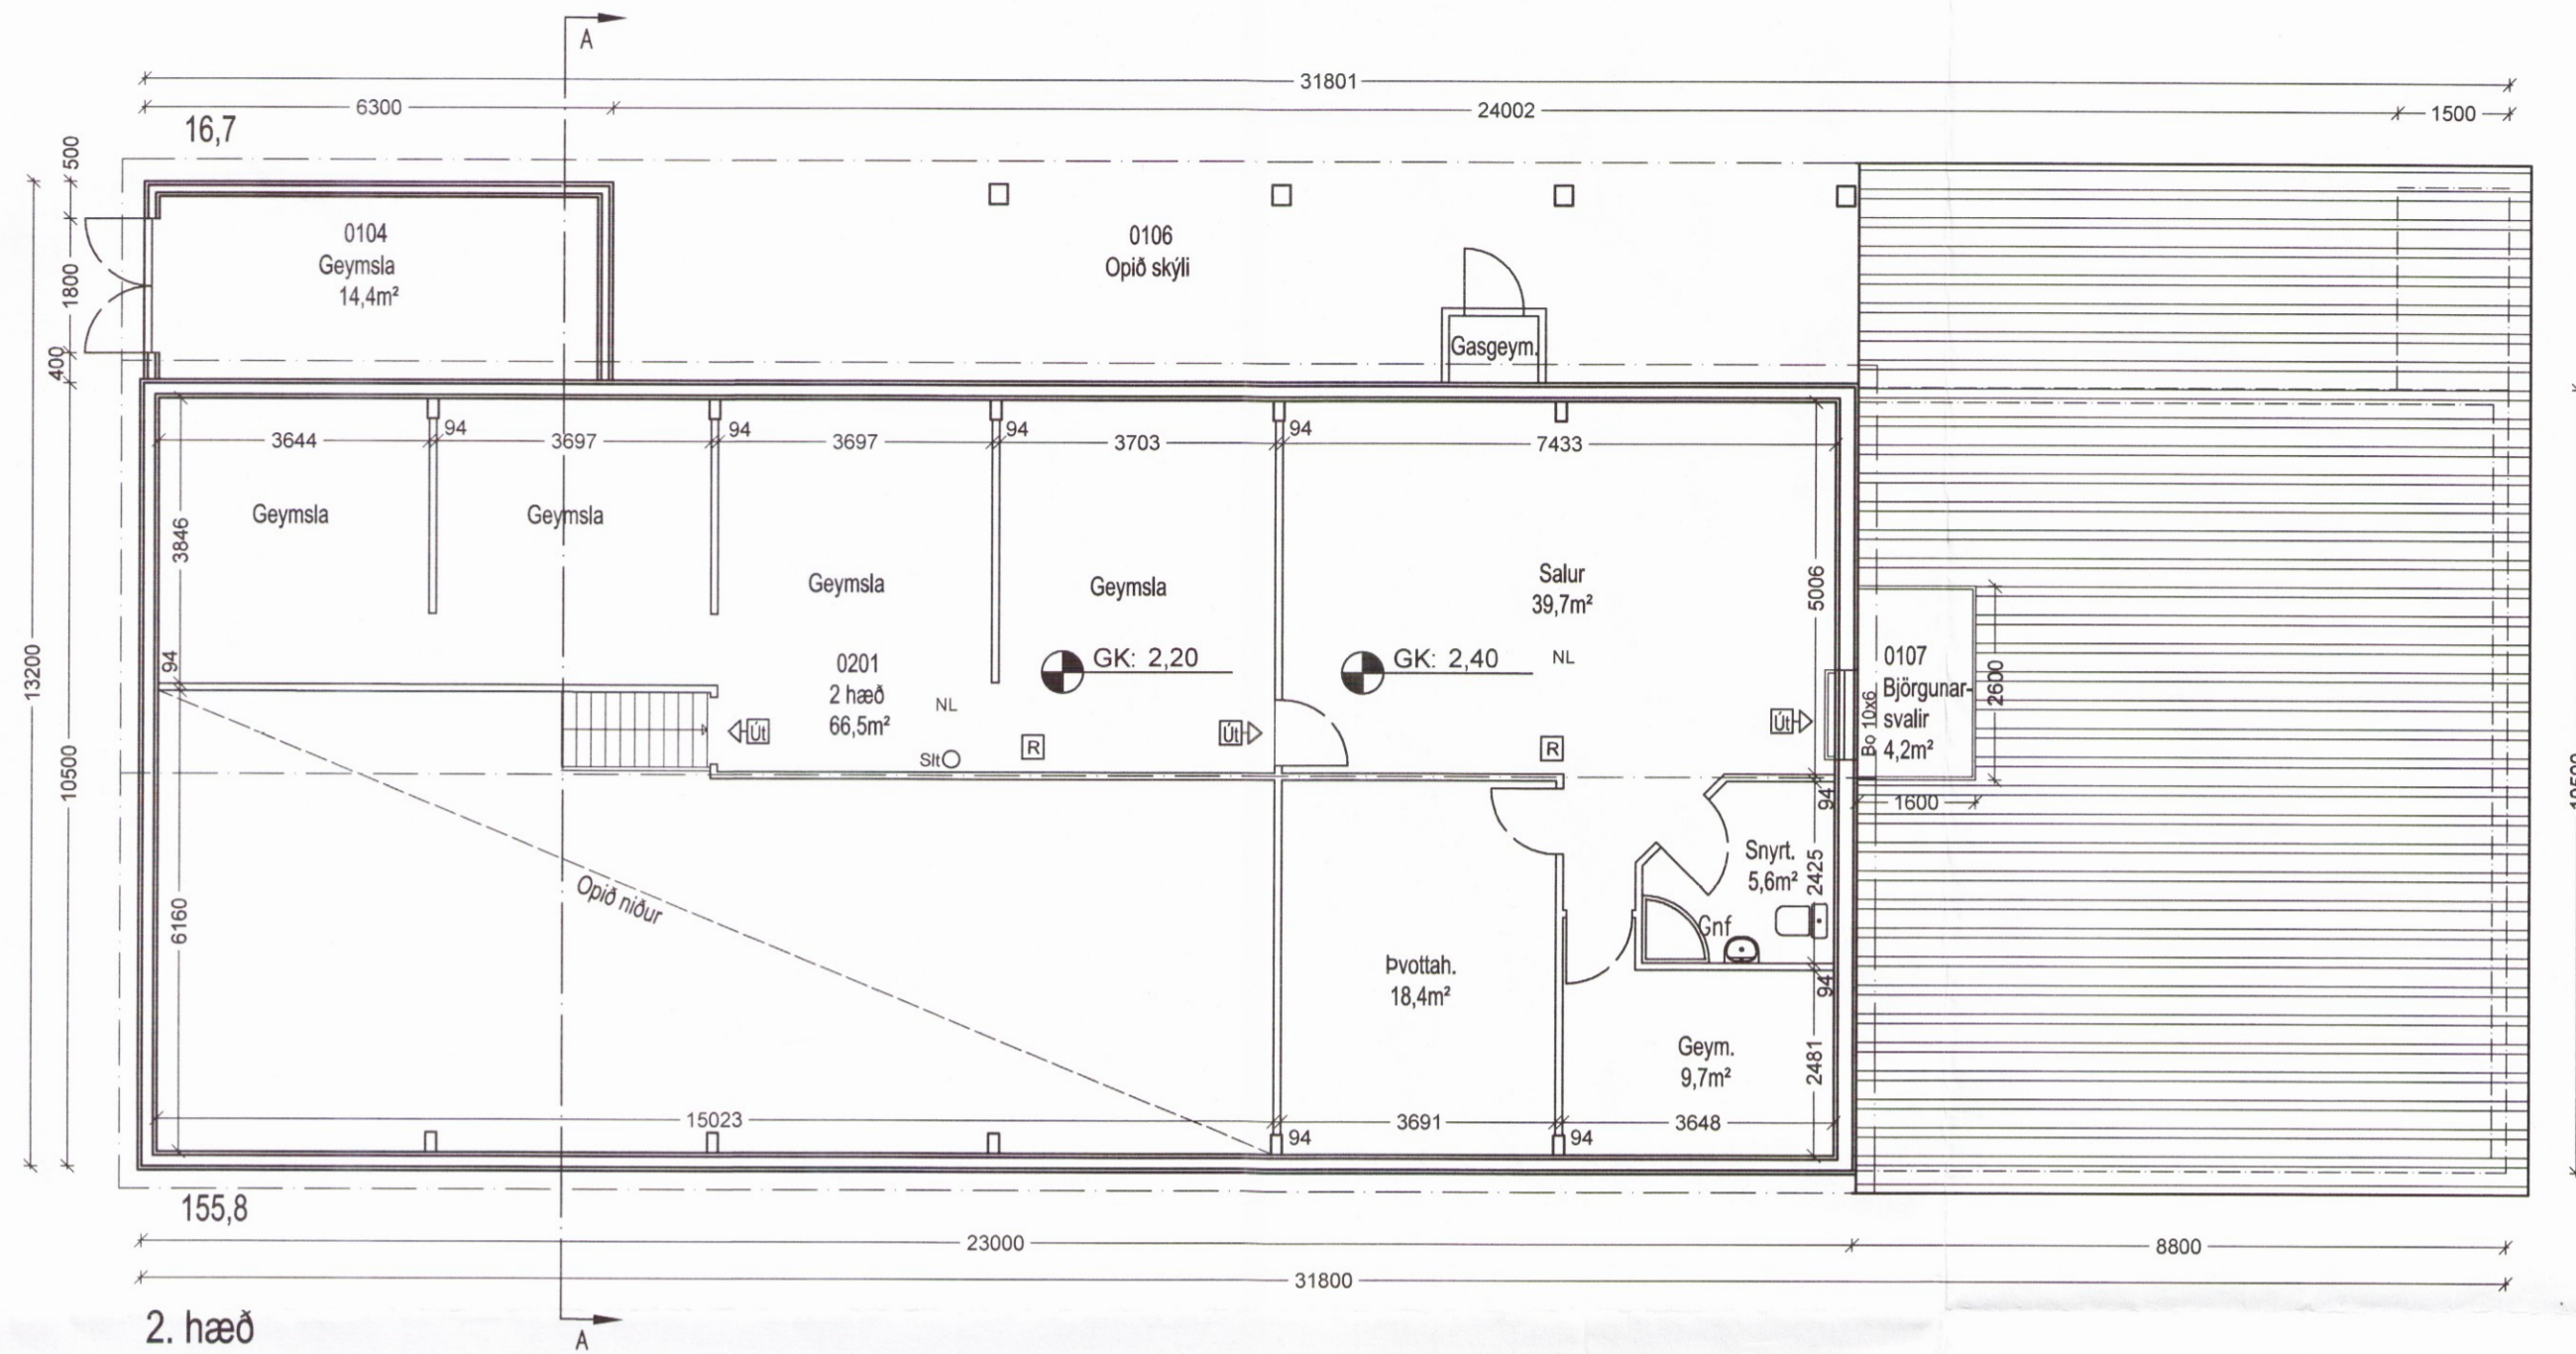 A
31801
6300
24002
1500
16,7
500
1800
400
0104
Geymsla
14,4m²
0106
Opið skýli
Gasgeym.
3644
94
3697
94
3697
94
3703
94
7433
13200
10500
3846
94
6160
Geymsla
Geymsla
Geymsla
Geymsla
Salur
39,7m²
5006
GK: 2,20
GK: 2,40
NL
0201
2 hæð
66,5m²
NL
Út
Út
Út
Slt
R
R
Bo 10x6
0107
Björgunar-
svalir
4,2m²
2600
1600
94
Snyrt.
5,6m²
2425
Gnf
94
Opið niður
Þvottah.
18,4m²
Geym.
9,7m²
2481
15023
94
3691
94
3648
155,8
23000
8800
31800
2. hæð
A